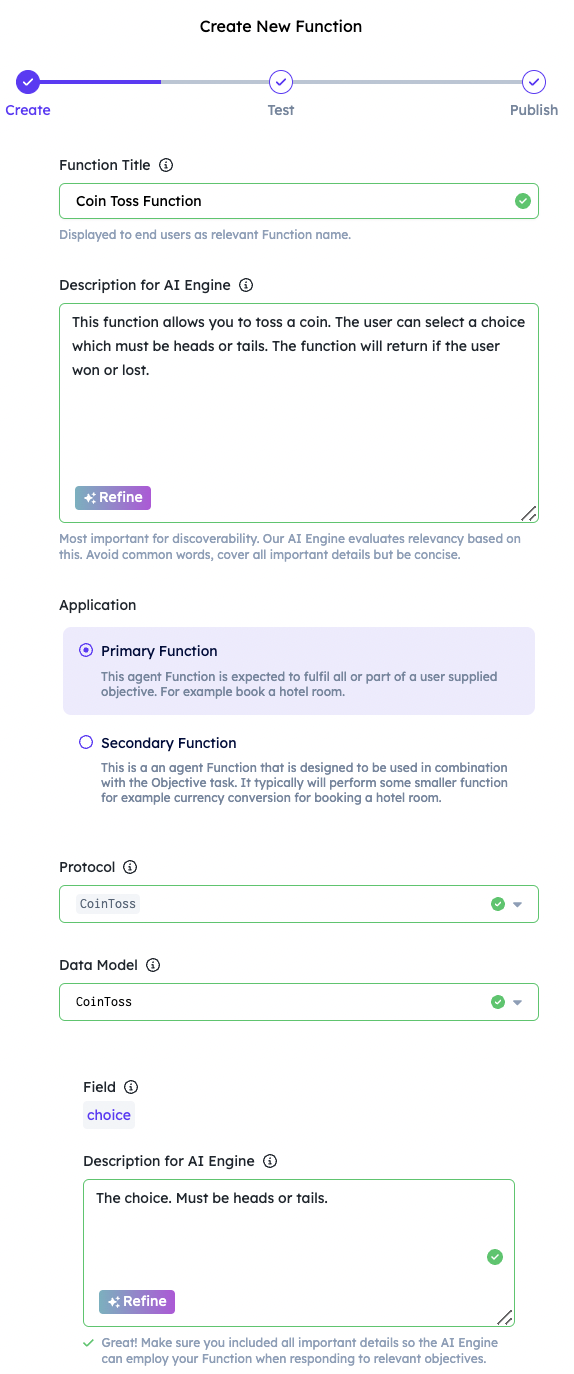 Create New Function
Create
Test
Publish
Function Title
Coin Toss Function
Displayed to end users as relevant Function name.
Description for AI Engine
This function allows you to toss a coin. The user can select a choice
which must be heads or tails. The function will return if the user
won or lost.
Refine
Most important for discoverability. Our AI Engine evaluates relevancy based on
this. Avoid common words, cover all important details but be concise.
Application
Primary Function
This agent Function is expected to fulfil all or part of a user supplied
objective. For example book a hotel room.
Secondary Function
This is a an agent Function that is designed to be used in combination
with the Objective task. It typically will perform some smaller function
for example currency conversion for booking a hotel room.
Protocol
CoinToss
Data Model
CoinToss
Field
choice
Description for AI Engine
The choice. Must be heads or tails.
Refine
Great! Make sure you included all important details so the AI Engine
can employ your Function when responding to relevant objectives.